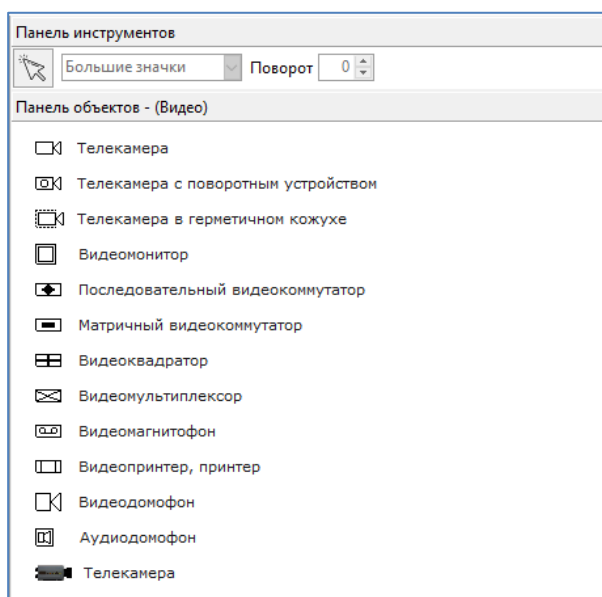 Панель инструментов
Большие значки Поворот 0
Панель объектов - (Видео)
Телекамера
Телекамера с поворотным устройством
Телекамера в герметичном кожухе
Видеомонитор
Последовательный видеокоммутатор
Матричный видеокоммутатор
Видеоквадратор
Видеомультиплексор
Видеомагнитофон
Видеопринтер, принтер
Видеодомофон
Аудиодомофон
Телекамера